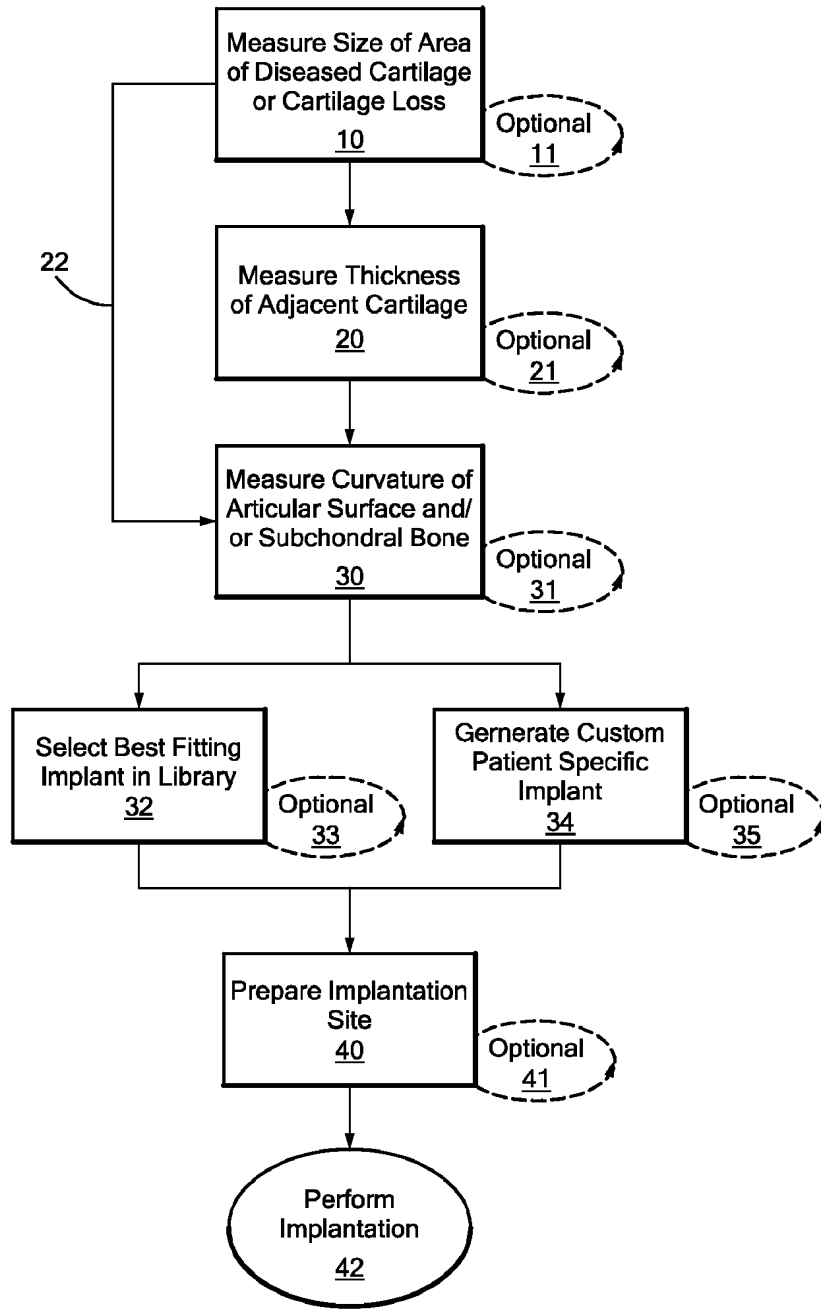 Measure Size of Area
of Diseased Cartilage
or Cartilage Loss
10
Optional
11
22
Measure Thickness
of Adjacent Cartilage
20
Optional
21
Measure Curvature of
Articular Surface and/
or Subchondral Bone
30
Optional
31
Select Best Fitting
Implant in Library
32
Optional
33
Gernerate Custom
Patient Specific
Implant
34
Optional
35
Prepare Implantation
Site
40
Optional
41
Perform
Implantation
42